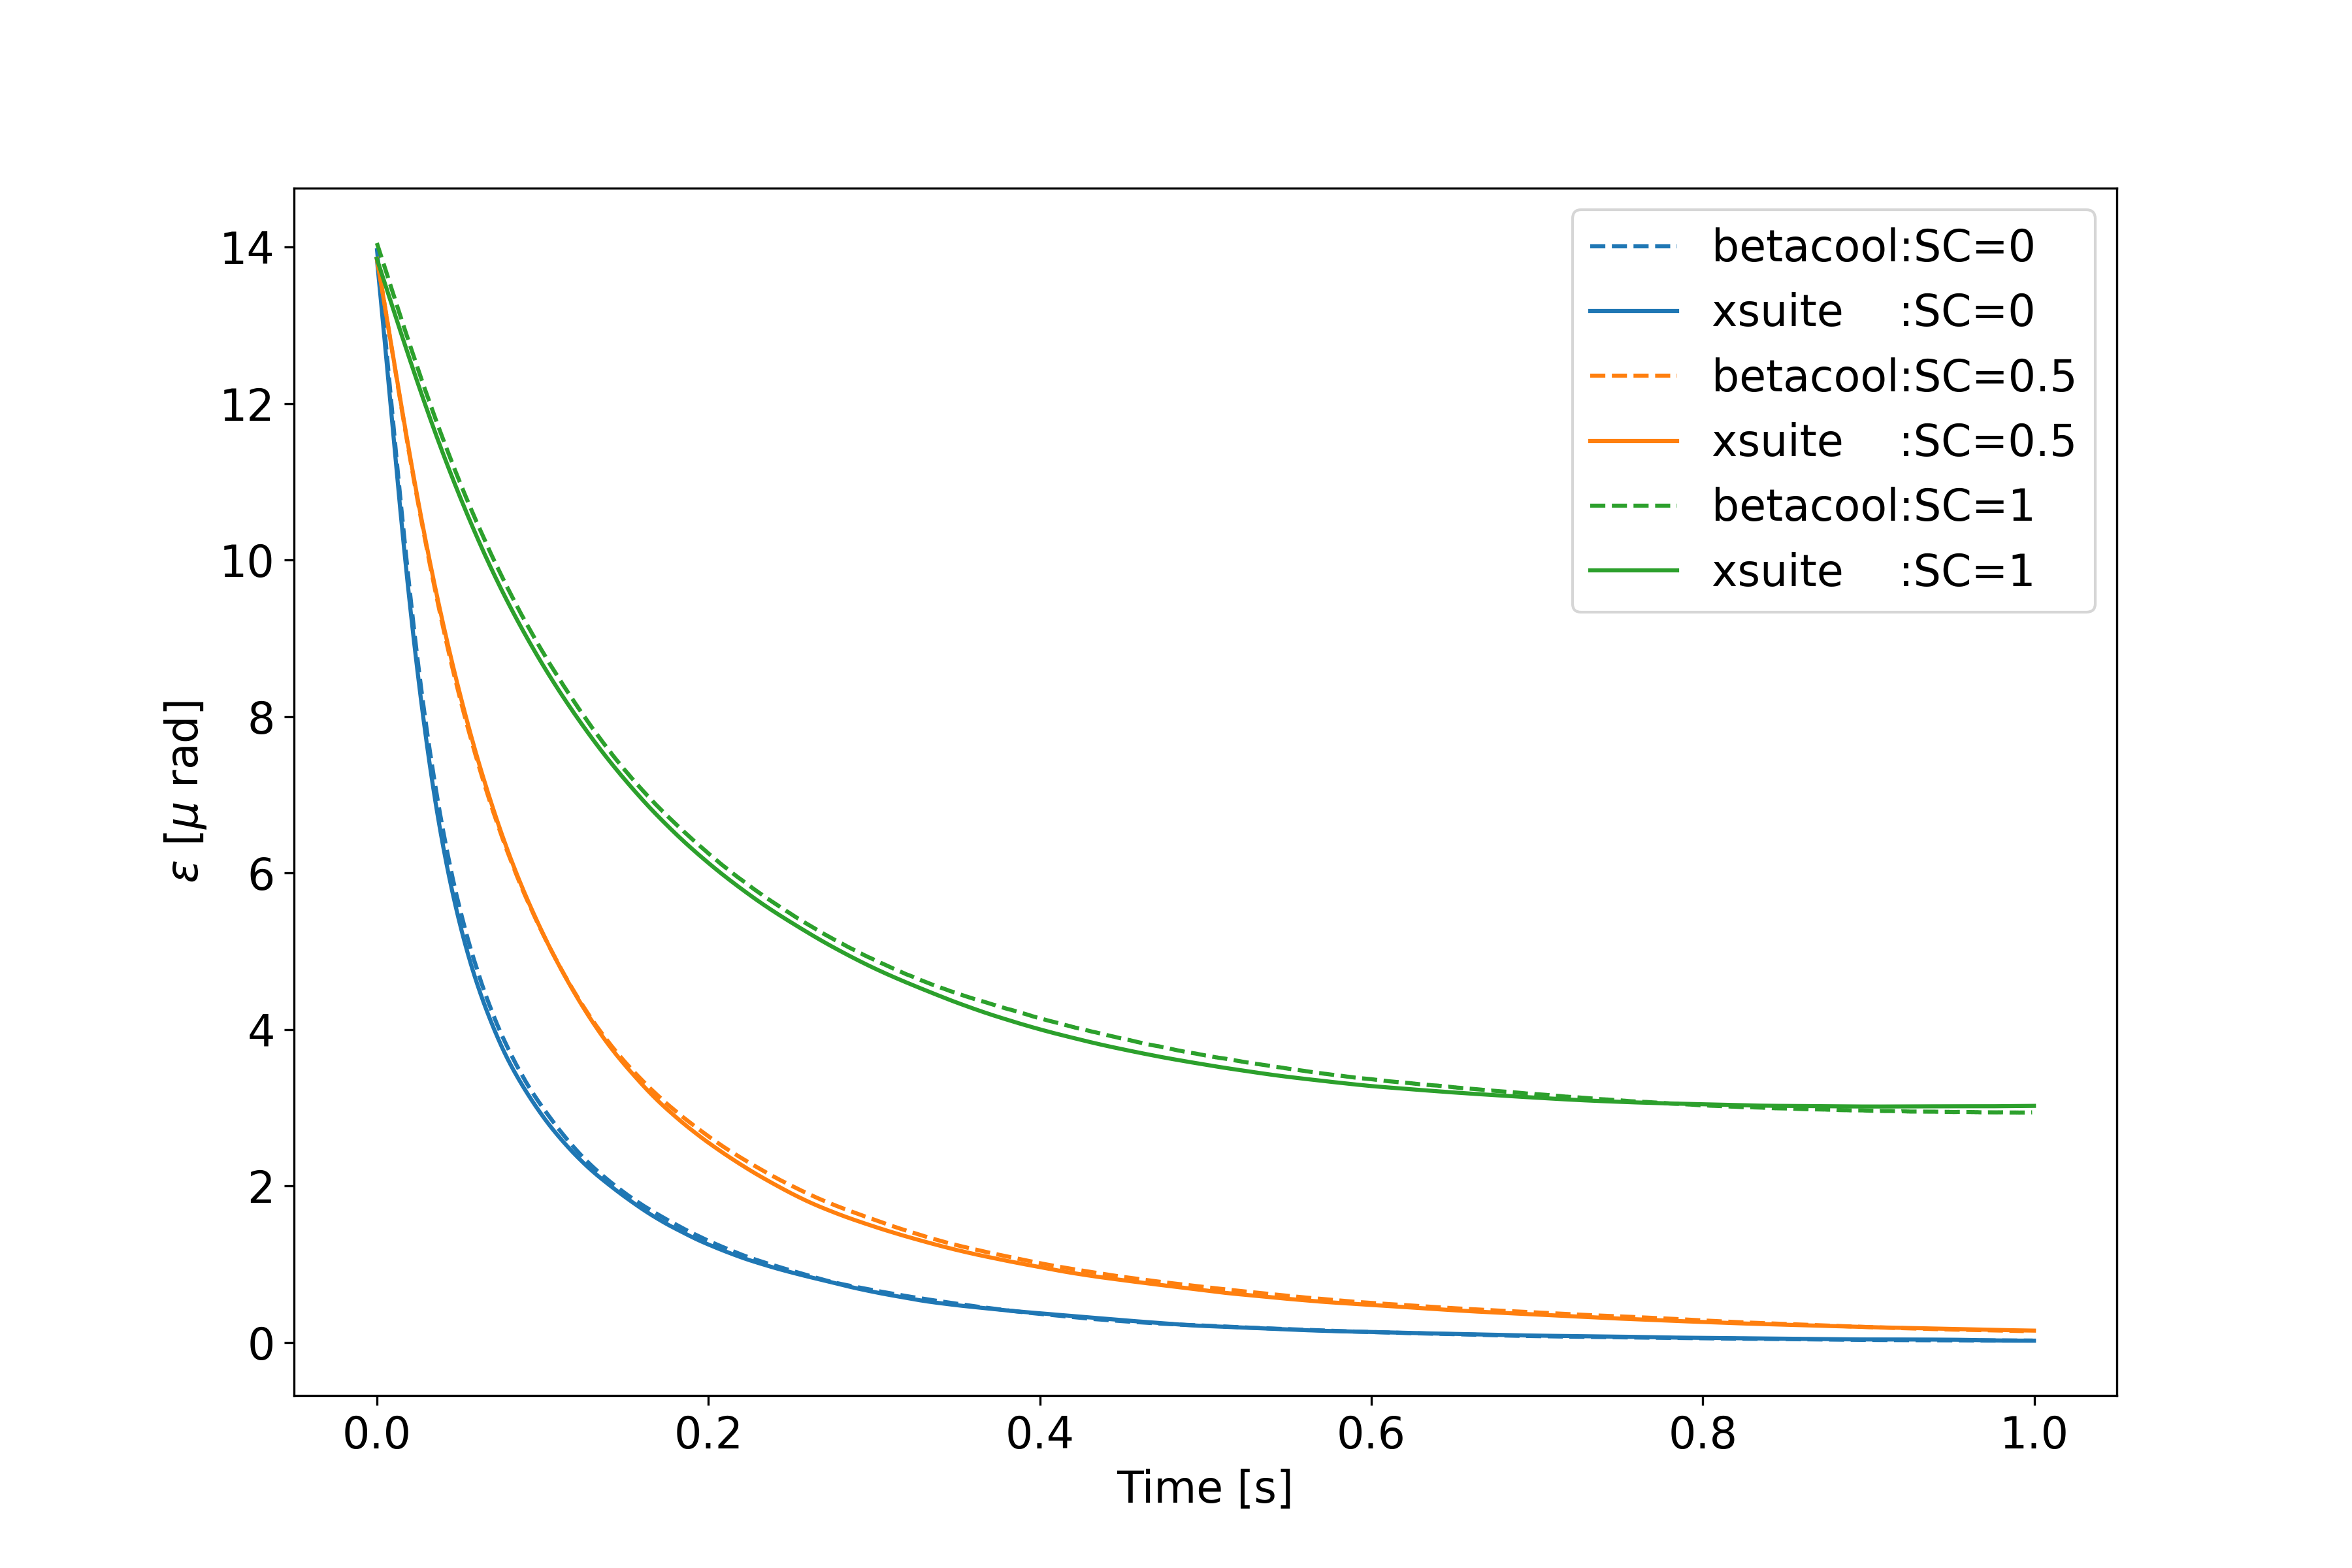 14
12
10
8
6
4
2
0
ε [μ rad]
0.0 0.2 0.4 0.6 0.8 1.0
Time [s]
betacool:SC=0
xsuite :SC=0
betacool:SC=0.5
xsuite :SC=0.5
betacool:SC=1
xsuite :SC=1